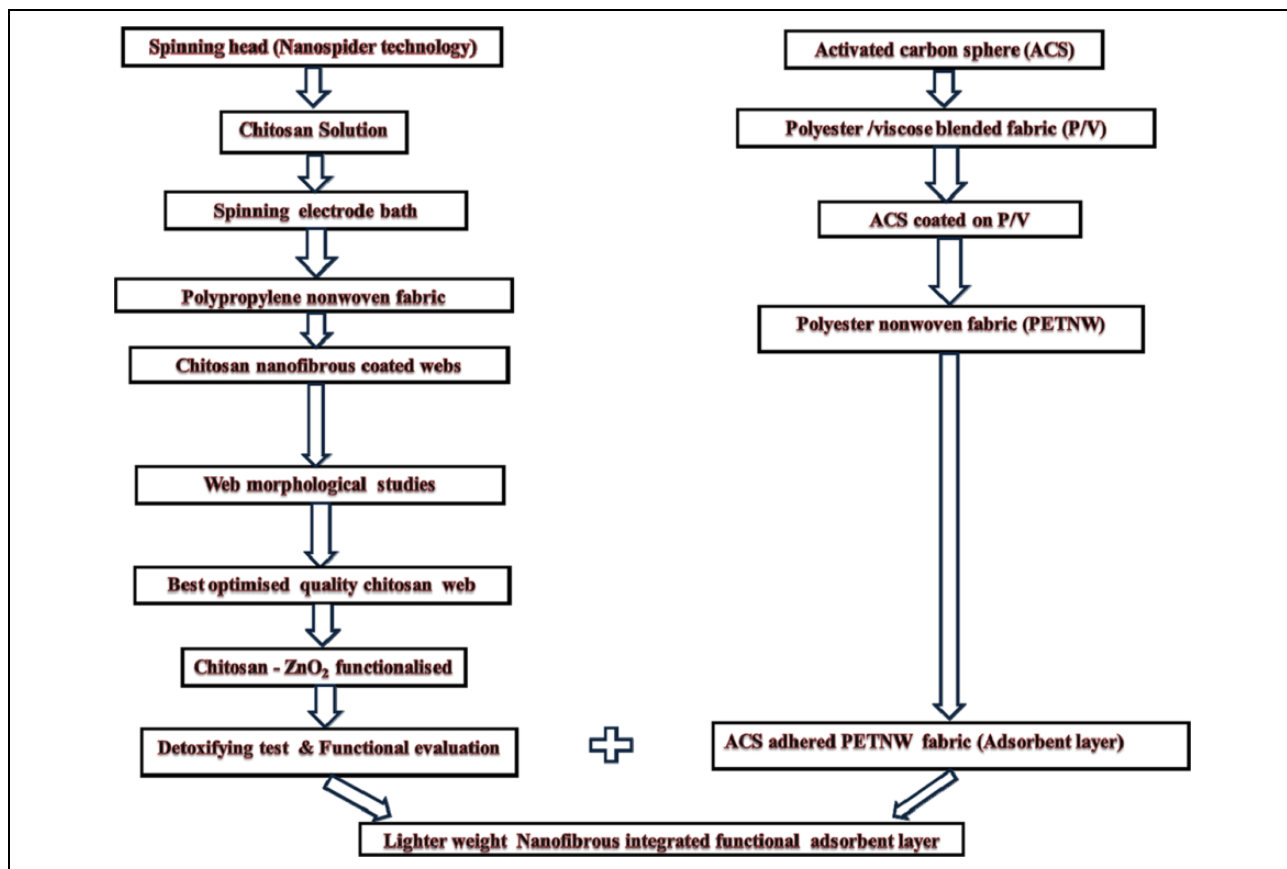 Spinning head (Nanospider technology)
Chitosan Solution
Spinning electrode bath
Polypropylene nonwoven fabric
Chitosan nanofibrous coated webs
Web morphological studies
Best optimised quality chitosan web
Chitosan - ZnO₂ functionalised
Detoxifying test & Functional evaluation
Activated carbon sphere (ACS)
Polyester /viscose blended fabric (P/V)
ACS coated on P/V
Polyester nonwoven fabric (PETNW)
ACS adhered PETNW fabric (Adsorbent layer)
Lighter weight Nanofibrous integrated functional adsorbent layer